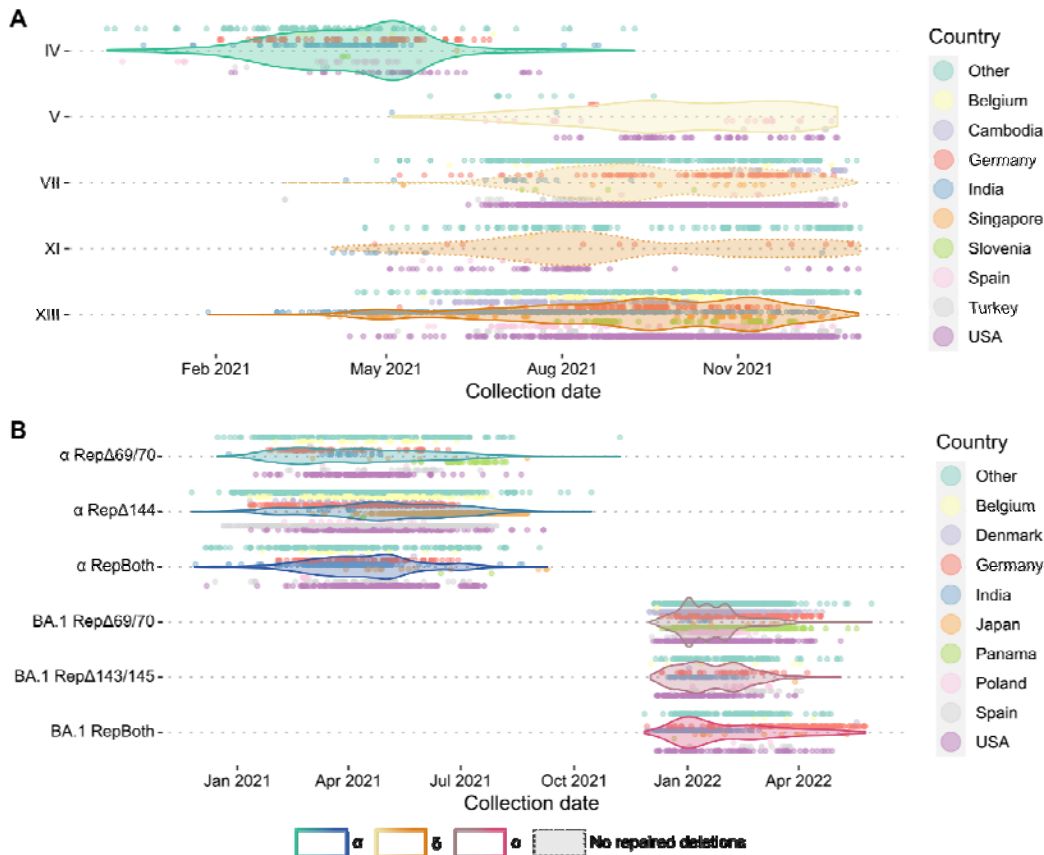 A
IV
V
VII
XI
XIII
Feb 2021
May 2021
Aug 2021
Nov 2021
Collection date
Country
Other
Belgium
Cambodia
Germany
India
Singapore
Slovenia
Spain
Turkey
USA
B
α RepΔ69/70
α RepΔ144
α RepBoth
BA.1 RepΔ69/70
BA.1 RepΔ143/145
BA.1 RepBoth
Jan 2021
Apr 2021
Jul 2021
Oct 2021
Jan 2022
Apr 2022
Collection date
Country
Other
Belgium
Denmark
Germany
India
Japan
Panama
Poland
Spain
USA
α δ ο No repaired deletions